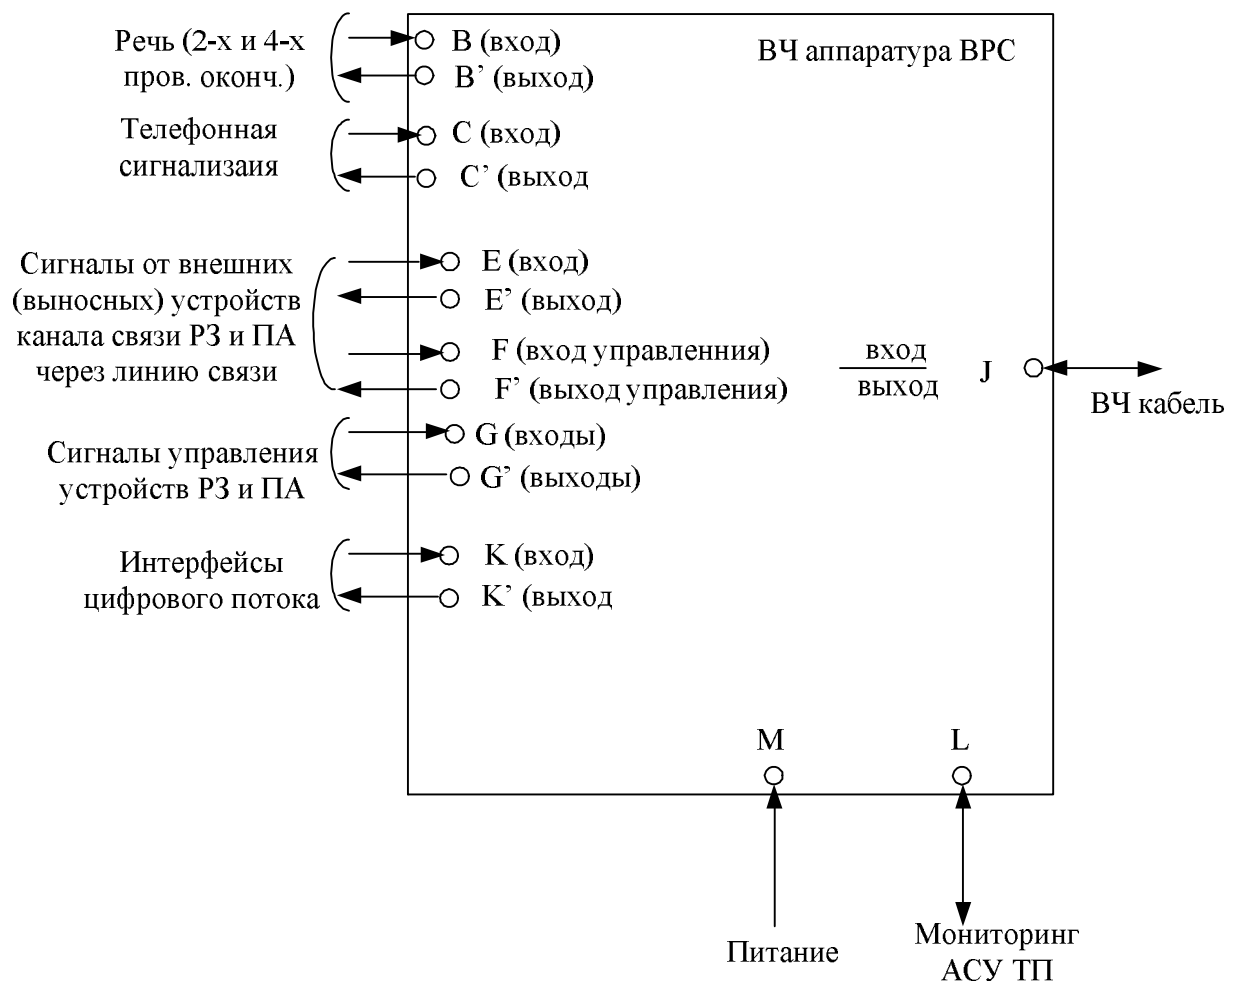 Речь (2-х и 4-х
пров. оконч.)
B (вход)
B’ (выход)
ВЧ аппаратура ВРС
Телефонная
сигнализаия
C (вход)
C’ (выход
Сигналы от внешних
(выносных) устройств
канала связи РЗ и ПА
через линию связи
E (вход)
E’ (выход)
F (вход управленния)
F’ (выход управления)
вход
выход
J
ВЧ кабель
Сигналы управления
устройств РЗ и ПА
G (входы)
G’ (выходы)
Интерфейсы
цифрового потока
K (вход)
K’ (выход
M
L
Питание
Мониторинг
АСУ ТП